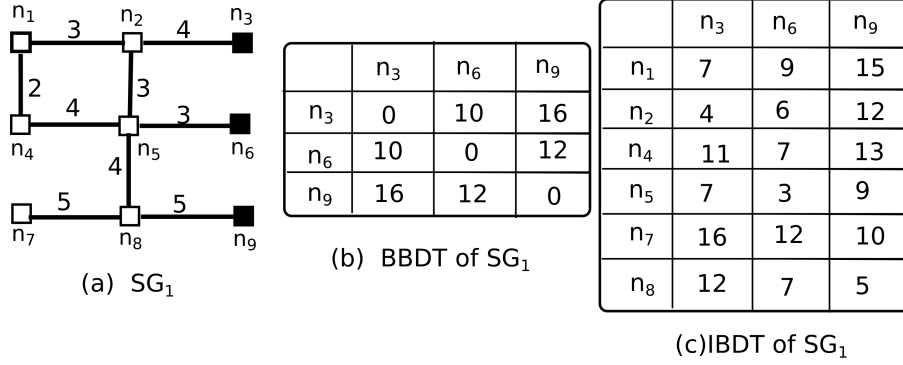 n₁ n₂ n₃
3 4
2 3
4 3
n₄ n₅ n₆
4
5 5
n₇ n₈ n₉
(a) SG₁
n₃ n₆ n₉
n₃ 0 10 16
n₆ 10 0 12
n₉ 16 12 0
(b) BBDT of SG₁
n₃ n₆ n₉
n₁ 7 9 15
n₂ 4 6 12
n₄ 11 7 13
n₅ 7 3 9
n₇ 16 12 10
n₈ 12 7 5
(c)IBDT of SG₁